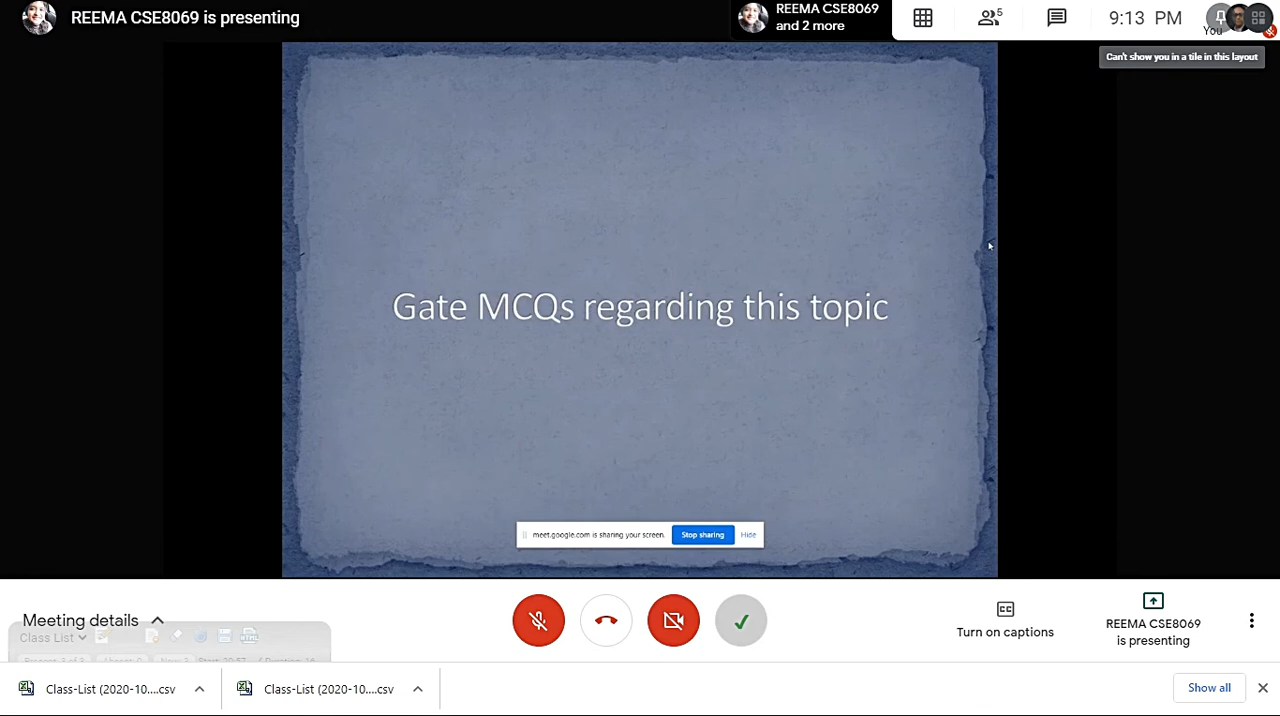 REEMA CSE8069 is presenting
REEMA CSE8069
and 2 more
5
9:13 PM
You
Can't show you in a tile in this layout
Gate MCQs regarding this topic
meet.google.com is sharing your screen.
Stop sharing
Hide
Meeting details
Class List
Turn on captions
REEMA CSE8069
is presenting
Class-List (2020-10....csv
Class-List (2020-10....csv
Show all